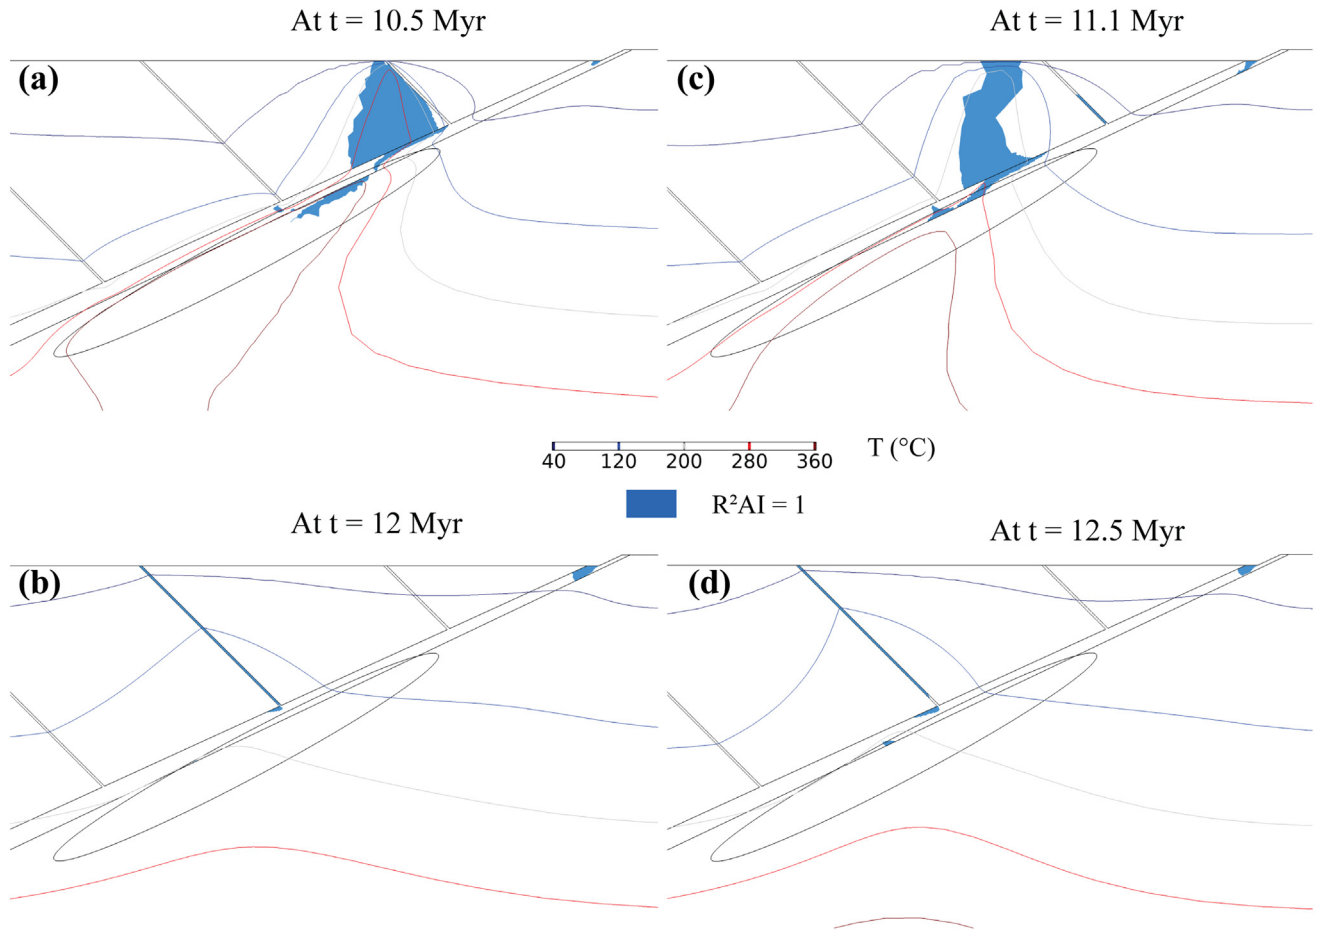 At t = 10.5 Myr
At t = 11.1 Myr
(a)
(c)
40 120 200 280 360
T (°C)
R²AI = 1
At t = 12 Myr
At t = 12.5 Myr
(b)
(d)